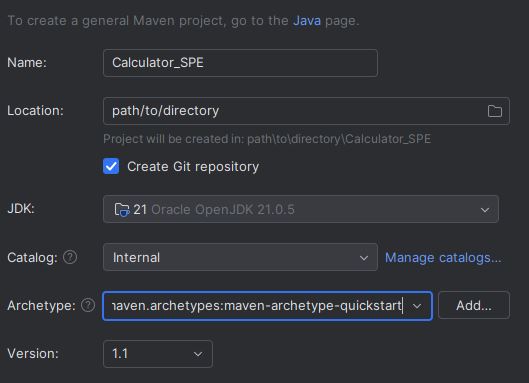 To create a general Maven project, go to the Java page.
Name: Calculator_SPE
Location: path/to/directory
Project will be created in: path\to\directory\Calculator_SPE
Create Git repository
JDK: 21 Oracle OpenJDK 21.0.5
Catalog: Internal Manage catalogs...
Archetype: naven.archetypes:maven-archetype-quickstart Add...
Version: 1.1